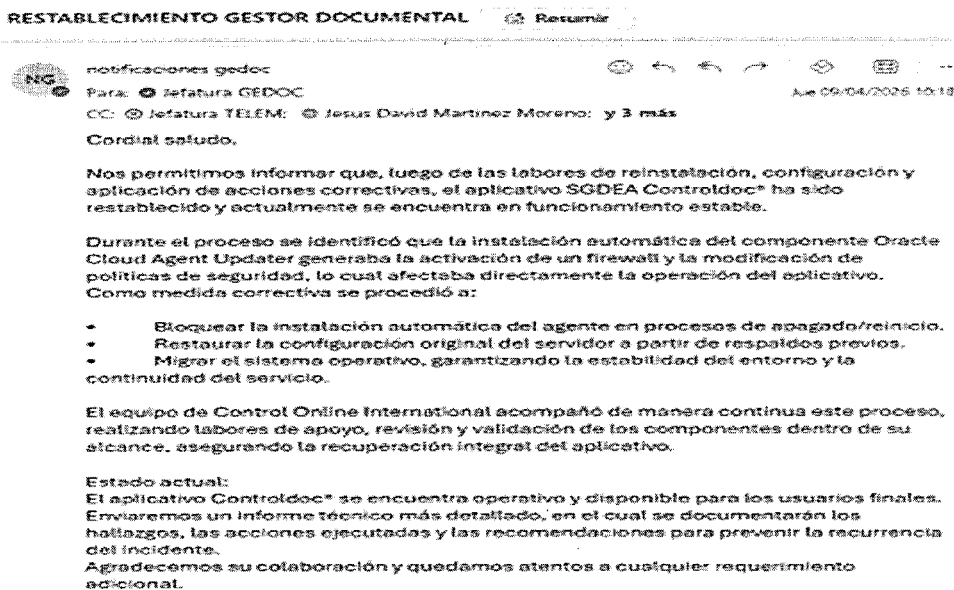 RESTABLECIMIENTO GESTOR DOCUMENTAL Resumir
NG
notificaciones gedoc
Para: Jefatura GEDOC
Jue 09/04/2026 10:18
CC: Jefatura TELEM; Jesus David Martinez Moreno; y 3 más
Cordial saludo,
Nos permitimos informar que, luego de las labores de reinstalación, configuración y
aplicación de acciones correctivas, el aplicativo SGDEA Controldoc® ha sido
restablecido y actualmente se encuentra en funcionamiento estable.
Durante el proceso se identificó que la instalación automática del componente Oracle
Cloud Agent Updater generaba la activación de un firewall y la modificación de
políticas de seguridad, lo cual afectaba directamente la operación del aplicativo.
Como medida correctiva se procedió a:
• Bloquear la instalación automática del agente en procesos de apagado/reinicio.
• Restaurar la configuración original del servidor a partir de respaldos previos.
• Migrar el sistema operativo, garantizando la estabilidad del entorno y la
continuidad del servicio.
El equipo de Control Online International acompañó de manera continua este proceso,
realizando labores de apoyo, revisión y validación de los componentes dentro de su
alcance, asegurando la recuperación integral del aplicativo.
Estado actual:
El aplicativo Controldoc® se encuentra operativo y disponible para los usuarios finales.
Enviaremos un informe técnico más detallado, en el cual se documentarán los
hallazgos, las acciones ejecutadas y las recomendaciones para prevenir la recurrencia
del incidente.
Agradecemos su colaboración y quedamos atentos a cualquier requerimiento
adicional.